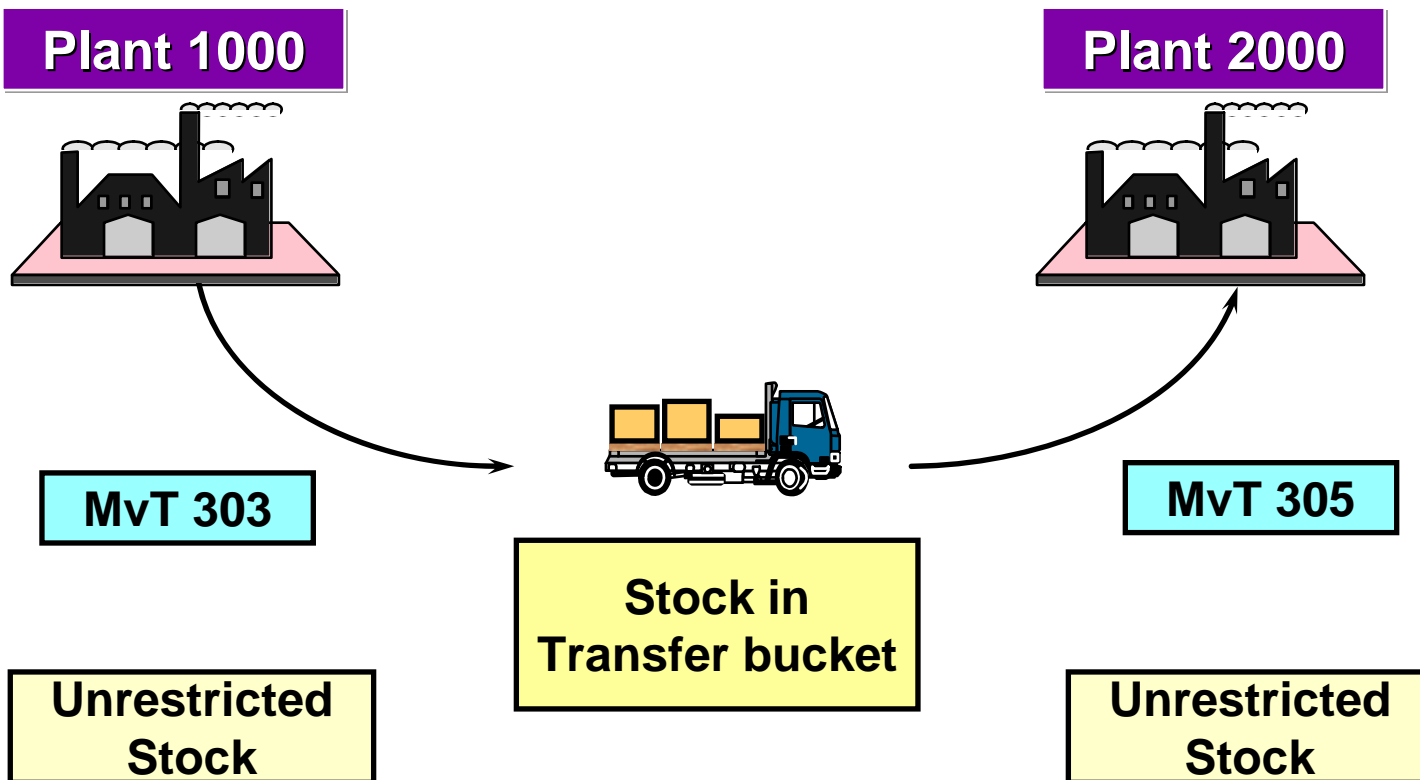 Plant 1000
Plant 2000
MvT 303
MvT 305
Stock in
Transfer bucket
Unrestricted
Stock
Unrestricted
Stock